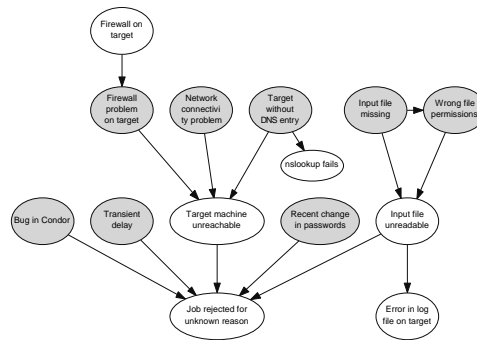 Firewall on
target
Firewall
problem
on target
Network
connectivi
ty problem
Target
without
DNS entry
Input file
missing
Wrong file
permissions
nslookup fails
Bug in Condor
Transient
delay
Target machine
unreachable
Recent change
in passwords
Input file
unreadable
Job rejected for
unknown reason
Error in log
file on target